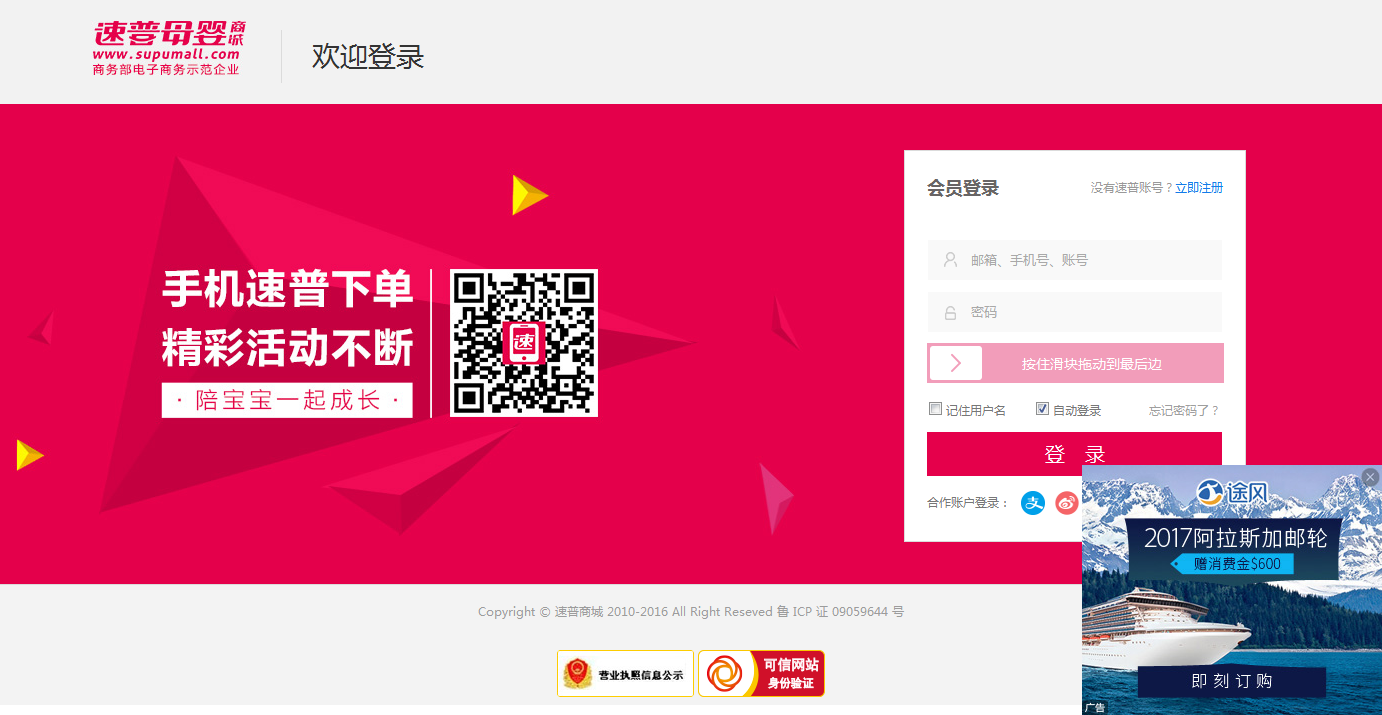 速普母婴商城
www.supumall.com
商务部电子商务示范企业
欢迎登录
手机速普下单
精彩活动不断
· 陪宝宝一起成长 ·
速
会员登录
没有速普账号？立即注册
邮箱、手机号、账号
密码
按住滑块拖动到最后边
记住用户名 自动登录 忘记密码了？
登 录
合作账户登录： 支
途风
2017阿拉斯加邮轮
赠消费金$600
即刻订购
广告
Copyright © 速普商城 2010-2016 All Right Reseved 鲁 ICP 证 09059644 号
营业执照信息公示
可信网站
身份验证